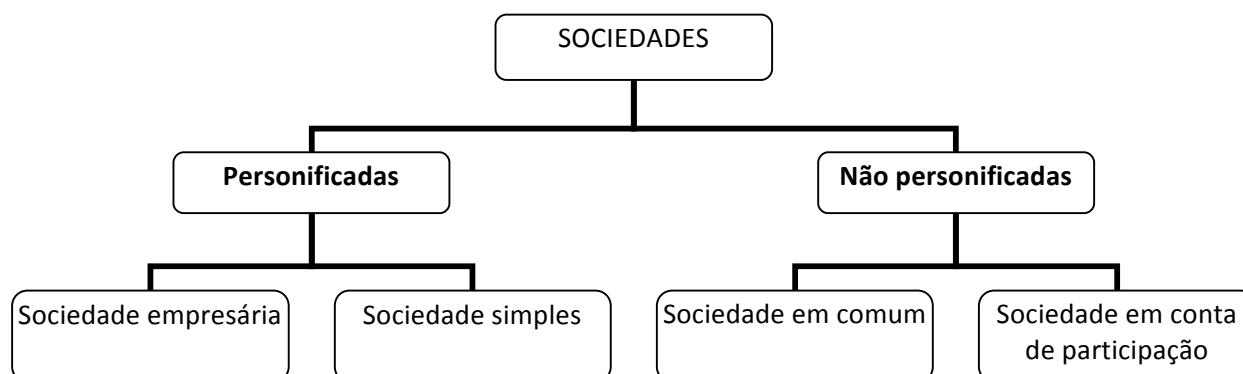 SOCIEDADES
Personificadas
Não personificadas
Sociedade empresária
Sociedade simples
Sociedade em comum
Sociedade em conta
de participação